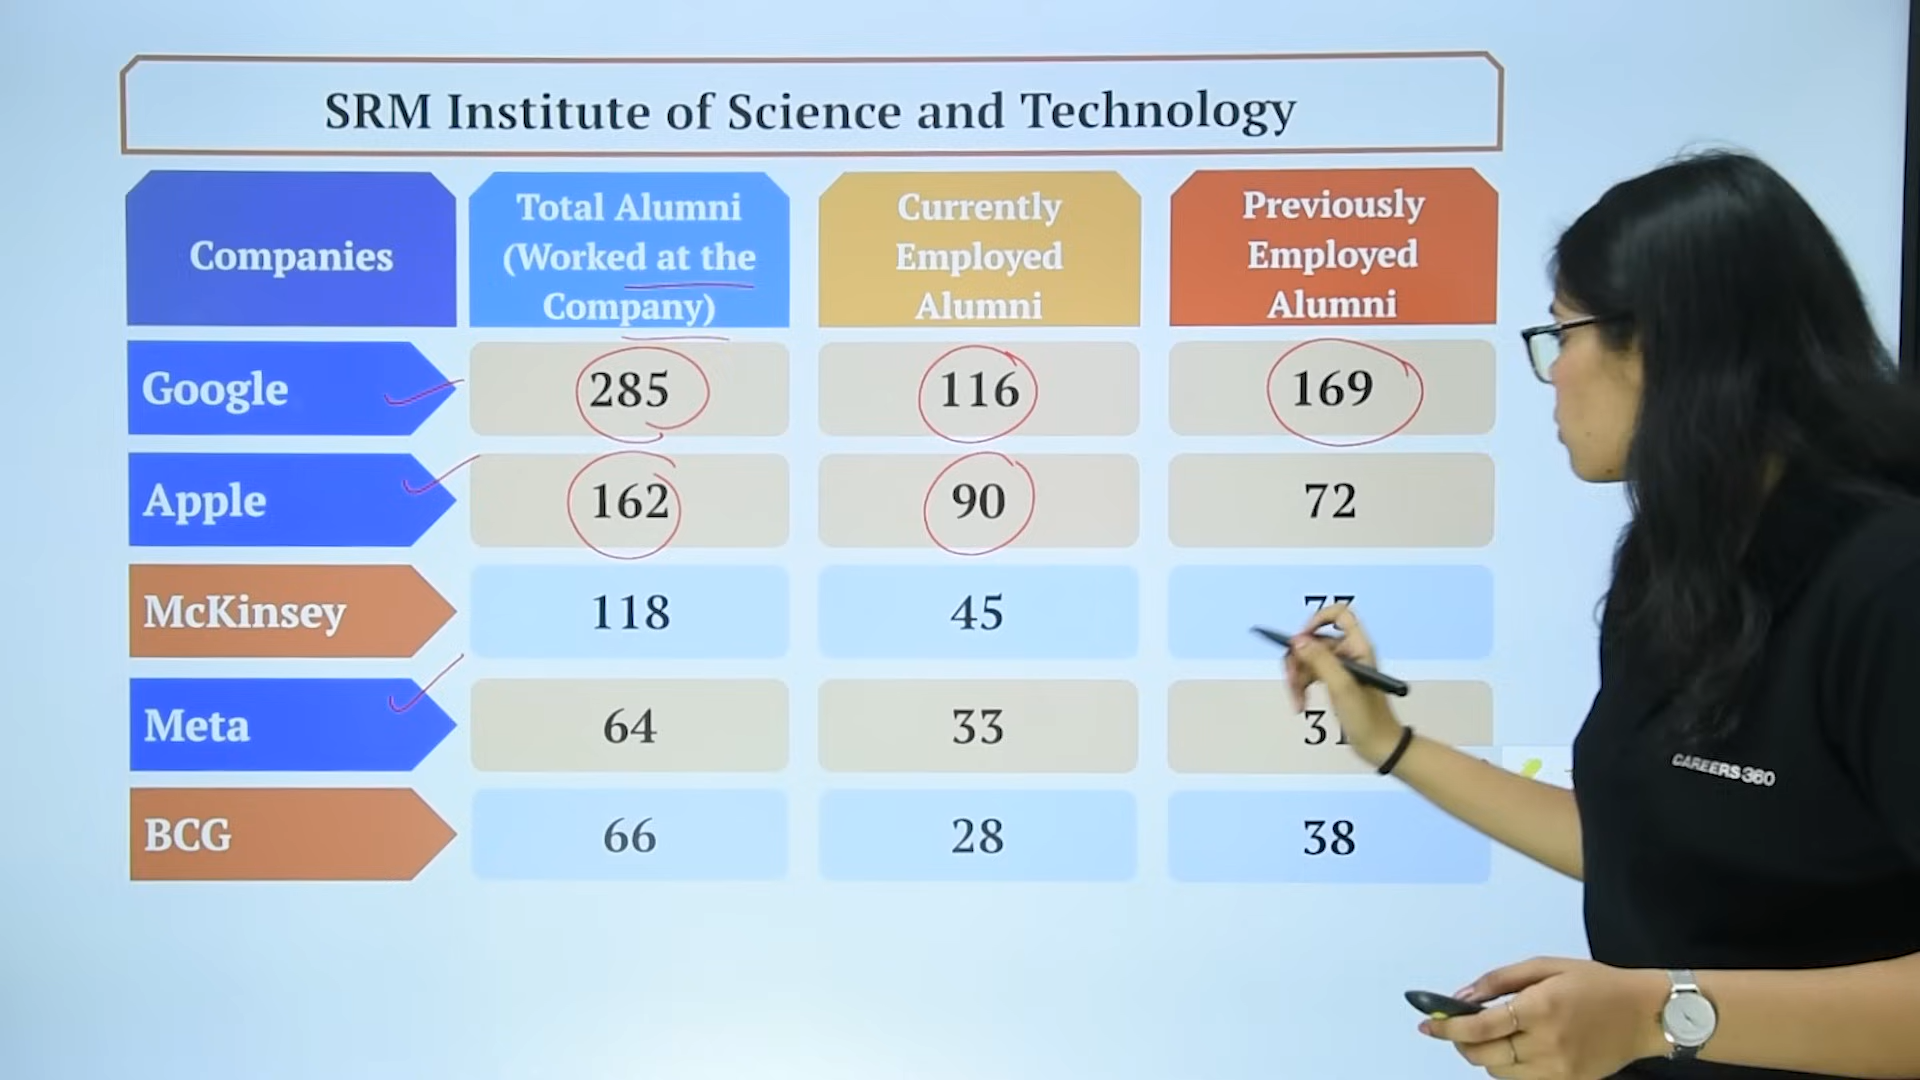 SRM Institute of Science and Technology
Companies
Total Alumni
(Worked at the
Company)
Currently
Employed
Alumni
Previously
Employed
Alumni
Google 285 116 169
Apple 162 90 72
McKinsey 118 45
Meta 64 33 31
BCG 66 28 38
CAREERS360